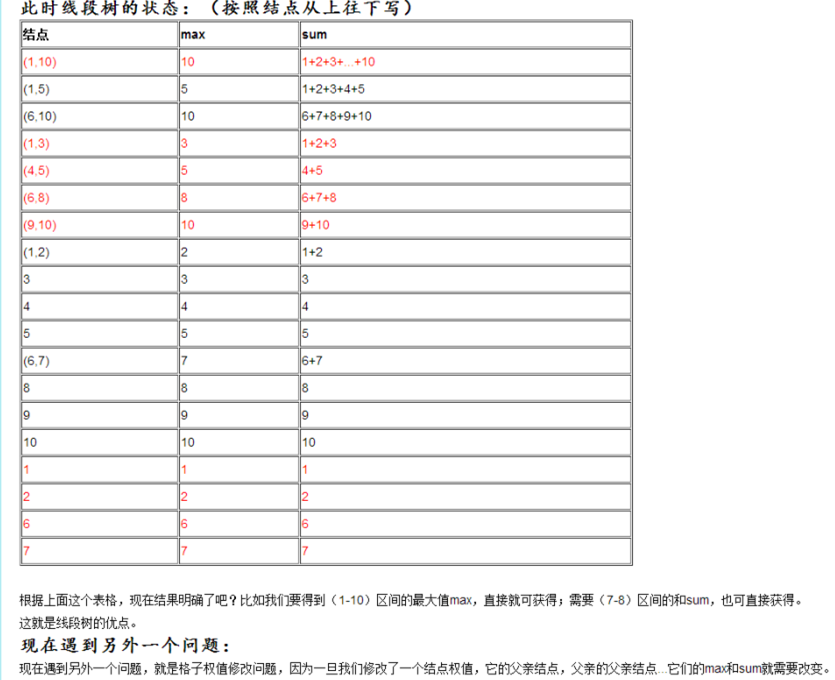 此时线段树的状态：（按照结点从上往下写）
结点 max sum
(1,10) 10 1+2+3+...+10
(1,5) 5 1+2+3+4+5
(6,10) 10 6+7+8+9+10
(1,3) 3 1+2+3
(4,5) 5 4+5
(6,8) 8 6+7+8
(9,10) 10 9+10
(1,2) 2 1+2
3 3 3
4 4 4
5 5 5
(6,7) 7 6+7
8 8 8
9 9 9
10 10 10
1 1 1
2 2 2
6 6 6
7 7 7
根据上面这个表格，现在结果明确了吧？比如我们要得到（1-10）区间的最大值max，直接就可获得；需要（7-8）区间的和sum，也可直接获得。
这就是线段树的优点。
现在遇到另外一个问题：
现在遇到另外一个问题，就是格子权值修改问题，因为一旦我们修改了一个结点权值，它的父亲结点，父亲的父亲结点...它们的max和sum就需要改变。